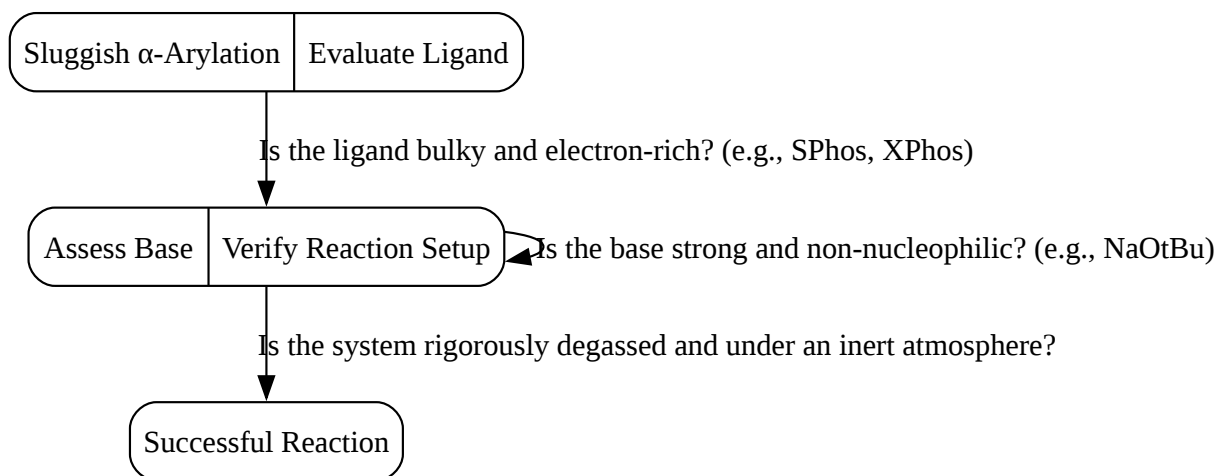 Sluggish α-Arylation
Evaluate Ligand
Is the ligand bulky and electron-rich? (e.g., SPhos, XPhos)
Assess Base
Verify Reaction Setup
Is the base strong and non-nucleophilic? (e.g., NaOtBu)
Is the system rigorously degassed and under an inert atmosphere?
Successful Reaction